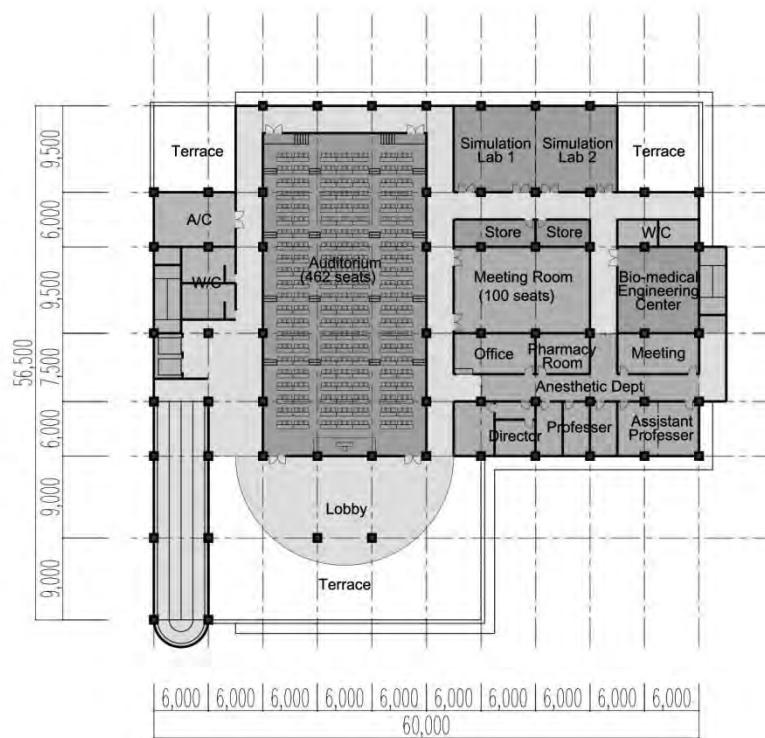 Terrace
Simulation
Lab 1
Simulation
Lab 2
Terrace
A/C
Store
Store
W/C
W/C
Auditorium
(462 seats)
Meeting Room
(100 seats)
Bio-medical
Engineering
Center
Office
Pharmacy
Room
Meeting
Anesthetic Dept
Director
Professer
Assistant
Professer
Lobby
Terrace
9,500
6,000
9,500
7,500
6,000
9,000
9,000
56,500
6,000 6,000 6,000 6,000 6,000 6,000 6,000 6,000 6,000 6,000
60,000